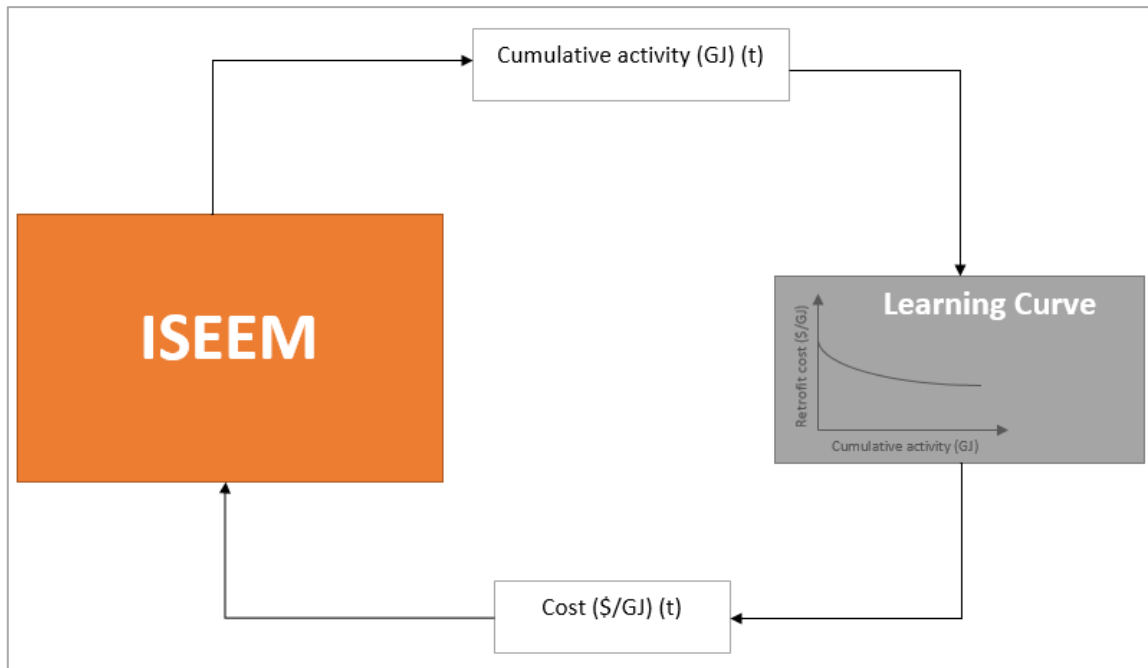 Cumulative activity (GJ) (t)
ISEEM
Learning Curve
Retrofit cost ($/GJ)
Cumulative activity (GJ)
Cost ($/GJ) (t)